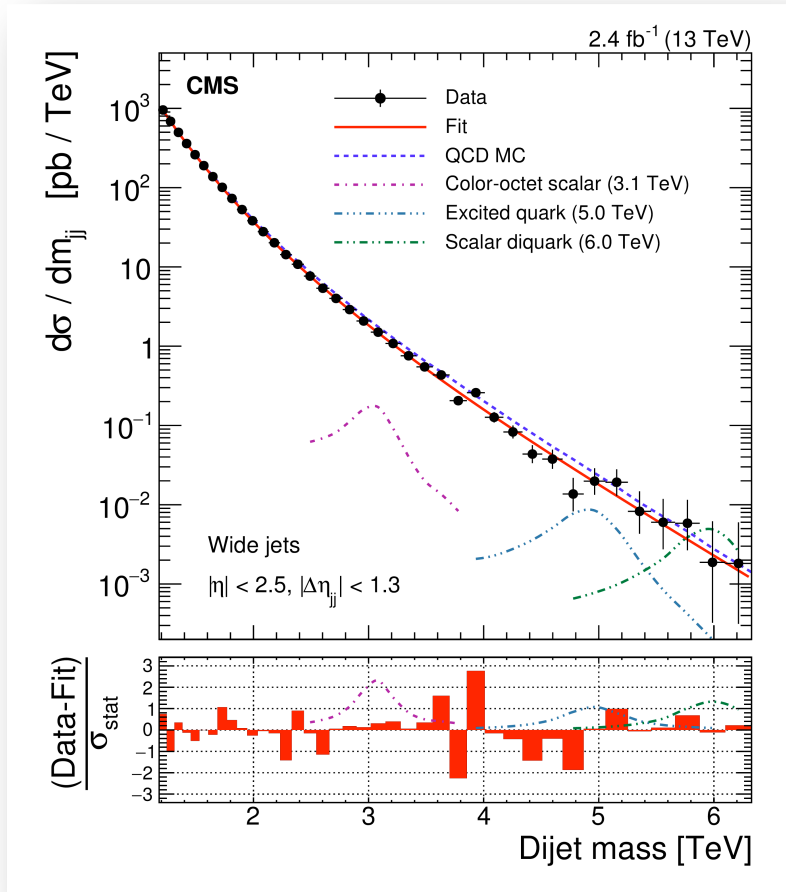 2.4 fb⁻¹ (13 TeV)
CMS
Data
Fit
QCD MC
Color-octet scalar (3.1 TeV)
Excited quark (5.0 TeV)
Scalar diquark (6.0 TeV)
dσ / dm_jj [pb / TeV]
10³
10²
10
1
10⁻¹
10⁻²
10⁻³
Wide jets
|η| < 2.5, |Δη_jj| < 1.3
(Data-Fit)
σ_stat
3
2
1
0
−1
−2
−3
2 3 4 5 6
Dijet mass [TeV]